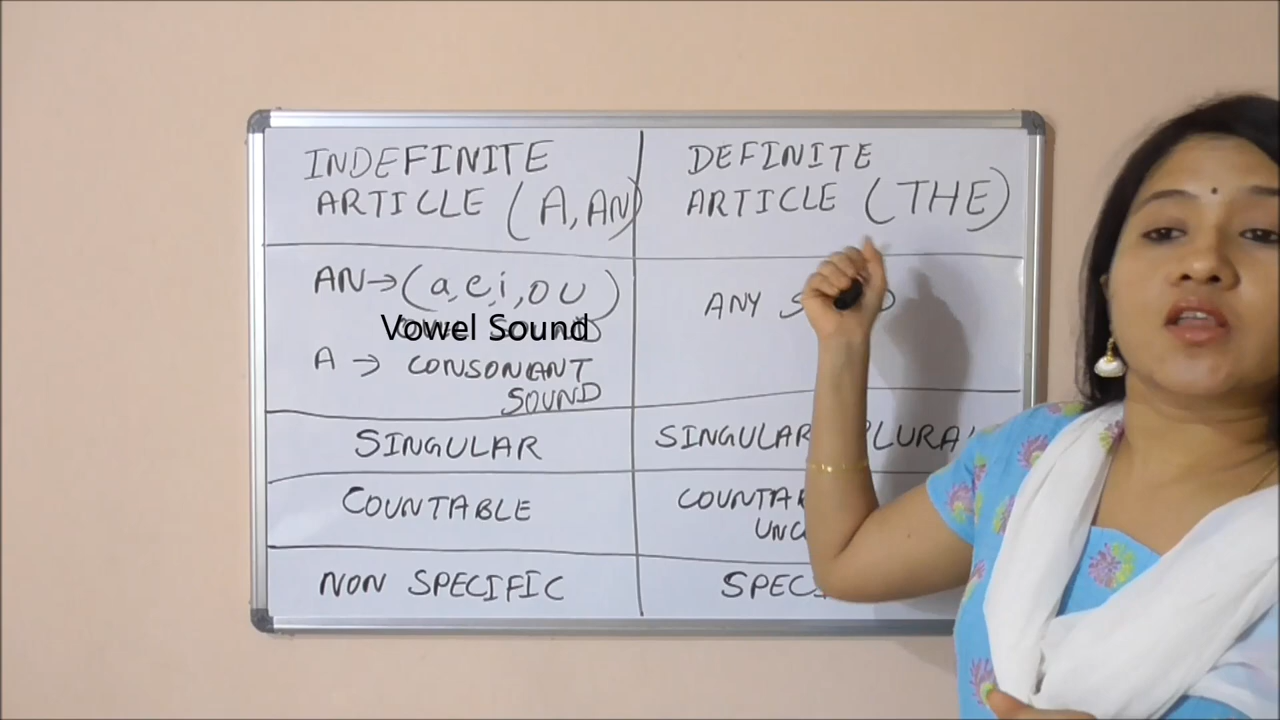 INDEFINITE
ARTICLE (A, AN)
DEFINITE
ARTICLE (THE)
AN→(a,e,i,o u)
Vowel Sound
A → CONSONANT
SOUND
ANY
SINGULAR
SINGULAR
COUNTABLE
NON SPECIFIC